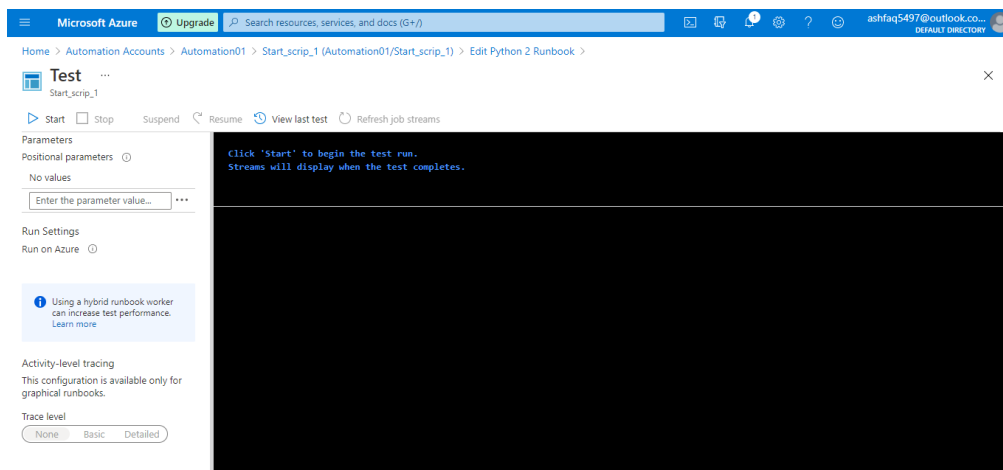 Microsoft Azure
Upgrade
Search resources, services, and docs (G+/)
ashfaq5497@outlook.co...
DEFAULT DIRECTORY
Home > Automation Accounts > Automation01 > Start_scrip_1 (Automation01/Start_scrip_1) > Edit Python 2 Runbook >
Test ...
Start_scrip_1
Start Stop Suspend Resume View last test Refresh job streams
Parameters
Positional parameters
No values
Enter the parameter value...
Run Settings
Run on Azure
Using a hybrid runbook worker
can increase test performance.
Learn more
Activity-level tracing
This configuration is available only for
graphical runbooks.
Trace level
None Basic Detailed
Click 'Start' to begin the test run.
Streams will display when the test completes.